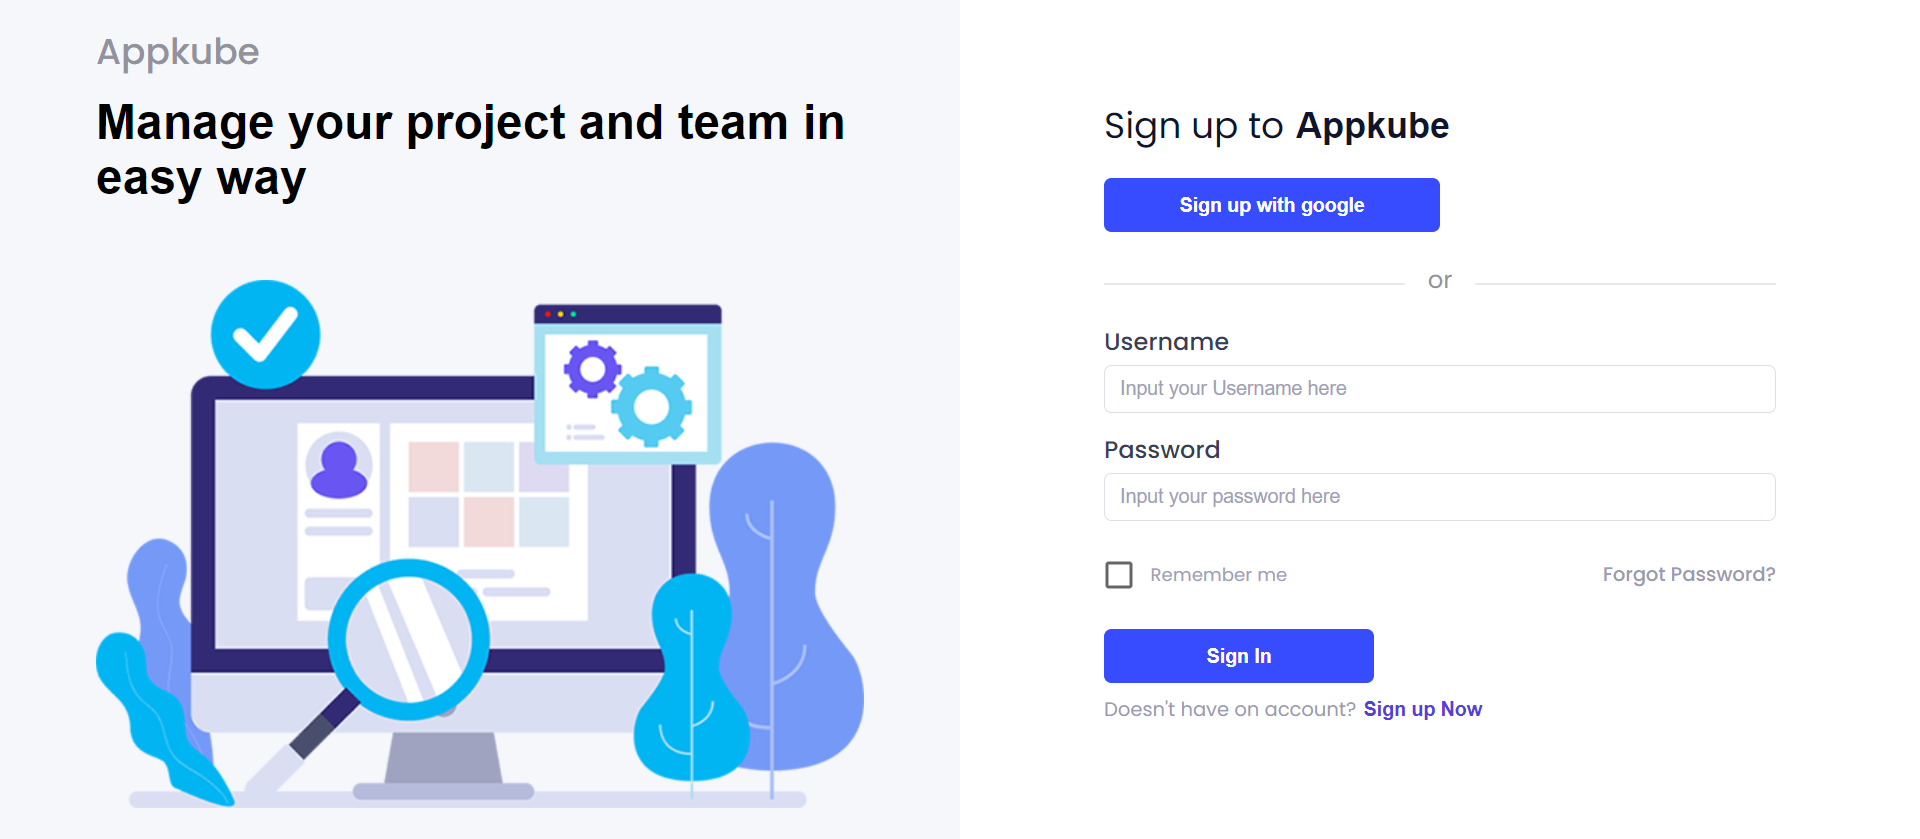 Appkube
Manage your project and team in
easy way
Sign up to Appkube
Sign up with google
or
Username
Input your Username here
Password
Input your password here
Remember me
Forgot Password?
Sign In
Doesn't have on account? Sign up Now